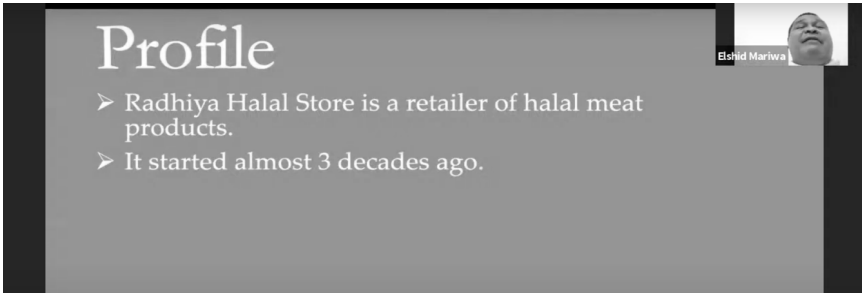 Profile
Elshid Mariwa
➢ Radhiya Halal Store is a retailer of halal meat
products.
➢ It started almost 3 decades ago.